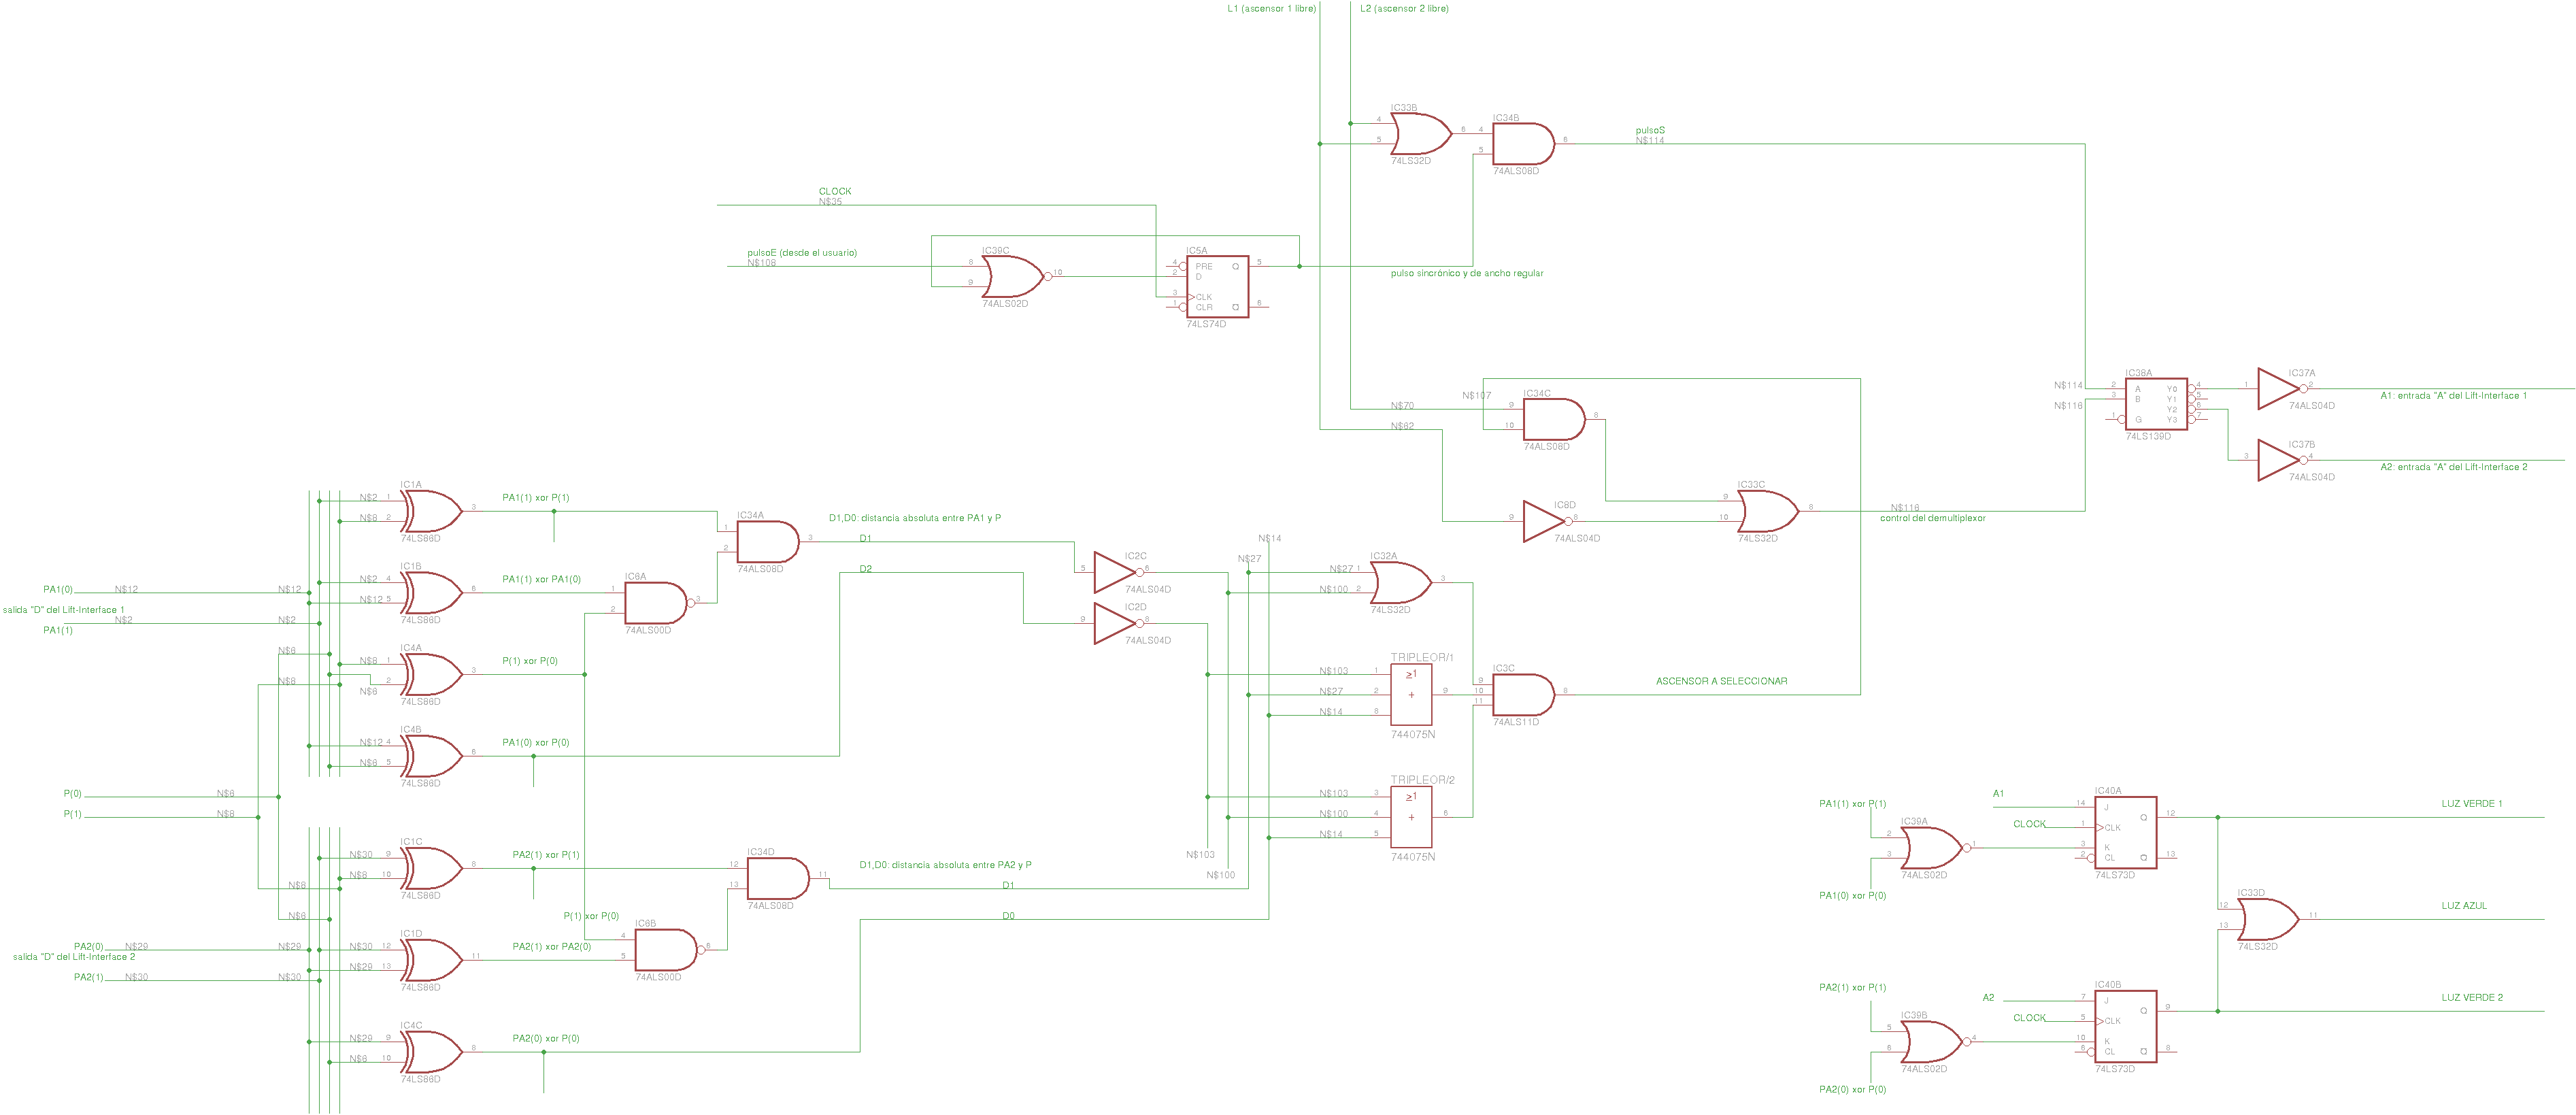 L1 (ascensor 1 libre)
L2 (ascensor 2 libre)
IC33B
4
5
6
74LS32D
IC34B
4
5
6
74ALS08D
pulsoS
N$114
CLOCK
N$35
pulsoE (desde el usuario)
N$108
IC39C
8
9
10
74ALS02D
IC5A
4
PRE
Q
5
2
D
3
CLK
1
CLR
Q
6
74LS74D
pulso sincrónico y de ancho regular
N$107
N$70
N$82
IC34C
9
10
8
74ALS08D
IC8D
9
8
74ALS04D
IC33C
9
10
8
74LS32D
N$116
control del demultiplexor
IC38A
N$114
2
A
Y0
4
N$116
3
B
Y1
5
Y2
6
1
G
Y3
7
74LS139D
IC37A
1
2
74ALS04D
A1: entrada "A" del Lift-Interface 1
IC37B
3
4
74ALS04D
A2: entrada "A" del Lift-Interface 2
IC1A
N$2
1
N$8
2
3
74LS86D
PA1(1) xor P(1)
IC34A
1
2
3
74ALS08D
D1,D0: distancia absoluta entre PA1 y P
D1
D2
IC1B
N$2
4
N$12
5
6
74LS86D
PA1(1) xor PA1(0)
IC6A
1
2
3
74ALS00D
PA1(0)
N$12
N$12
salida "D" del Lift-Interface 1
N$2
N$2
PA1(1)
N$6
N$8
IC4A
N$8
1
N$6
2
3
74LS86D
P(1) xor P(0)
IC4B
N$12
4
N$6
5
6
74LS86D
PA1(0) xor P(0)
P(0)
N$6
P(1)
N$8
IC2C
5
6
74ALS04D
IC2D
9
8
74ALS04D
N$14
N$27
IC32A
N$27
1
N$100
2
3
74LS32D
TRIPLEOR/1
N$103
1
N$27
2
N$14
8
≥1
+
9
744075N
IC3C
9
10
11
8
74ALS11D
ASCENSOR A SELECCIONAR
TRIPLEOR/2
N$103
3
N$100
4
N$14
5
≥1
+
6
744075N
N$103
N$100
IC1C
N$30
9
N$8
10
8
74LS86D
PA2(1) xor P(1)
N$8
N$6
IC34D
12
13
11
74ALS08D
D1,D0: distancia absoluta entre PA2 y P
D1
D0
P(1) xor P(0)
IC6B
4
5
6
74ALS00D
PA2(0)
N$29
N$29
salida "D" del Lift-Interface 2
PA2(1)
N$30
N$30
IC1D
N$30
12
N$29
13
11
74LS86D
PA2(1) xor PA2(0)
IC4C
N$29
9
N$6
10
8
74LS86D
PA2(0) xor P(0)
PA1(1) xor P(1)
IC39A
2
3
1
74ALS02D
PA1(0) xor P(0)
A1
CLOCK
IC40A
14
J
Q
12
1
CLK
3
K
2
CL
Q
13
74LS73D
LUZ VERDE 1
IC33D
12
13
11
74LS32D
LUZ AZUL
PA2(1) xor P(1)
IC39B
5
6
4
74ALS02D
PA2(0) xor P(0)
A2
CLOCK
IC40B
7
J
Q
9
5
CLK
10
K
6
CL
Q
8
74LS73D
LUZ VERDE 2